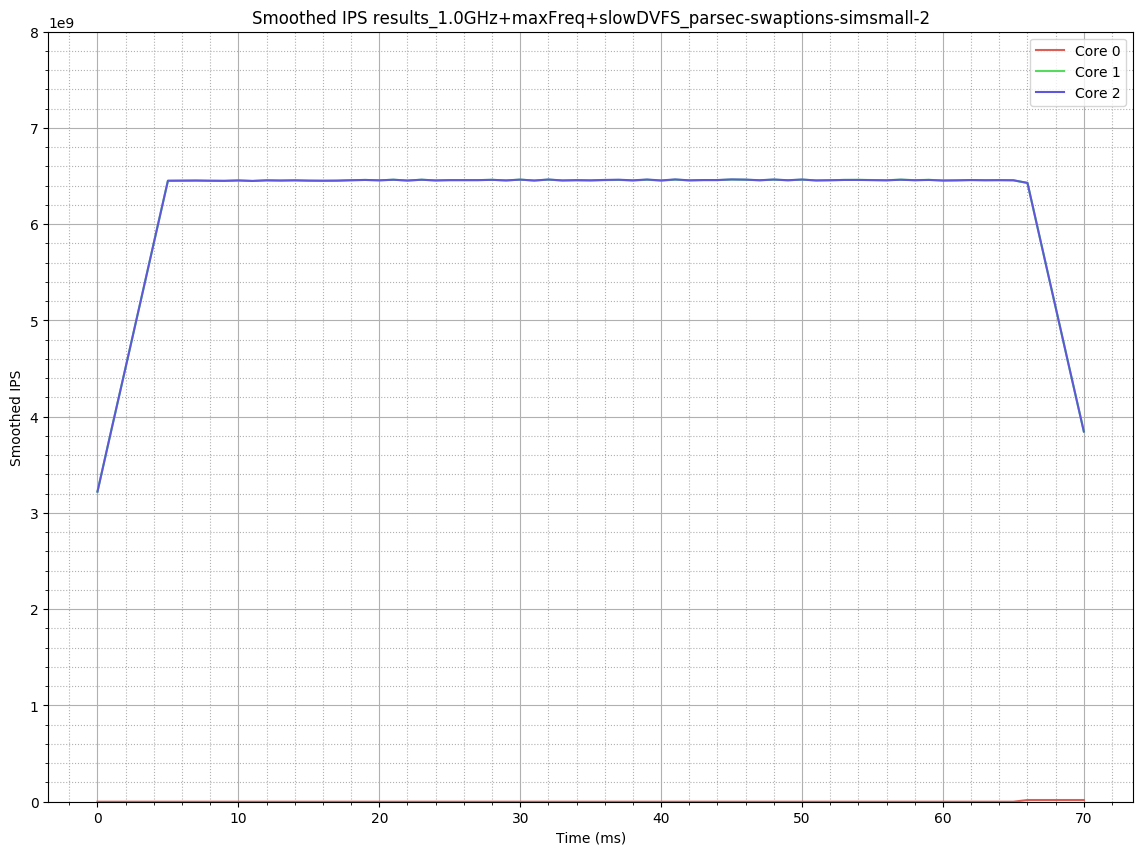 Smoothed IPS results_1.0GHz+maxFreq+slowDVFS_parsec-swaptions-simsmall-2
1e9
Core 0
Core 1
Core 2
8
7
6
5
4
3
2
1
0
Smoothed IPS
0 10 20 30 40 50 60 70
Time (ms)